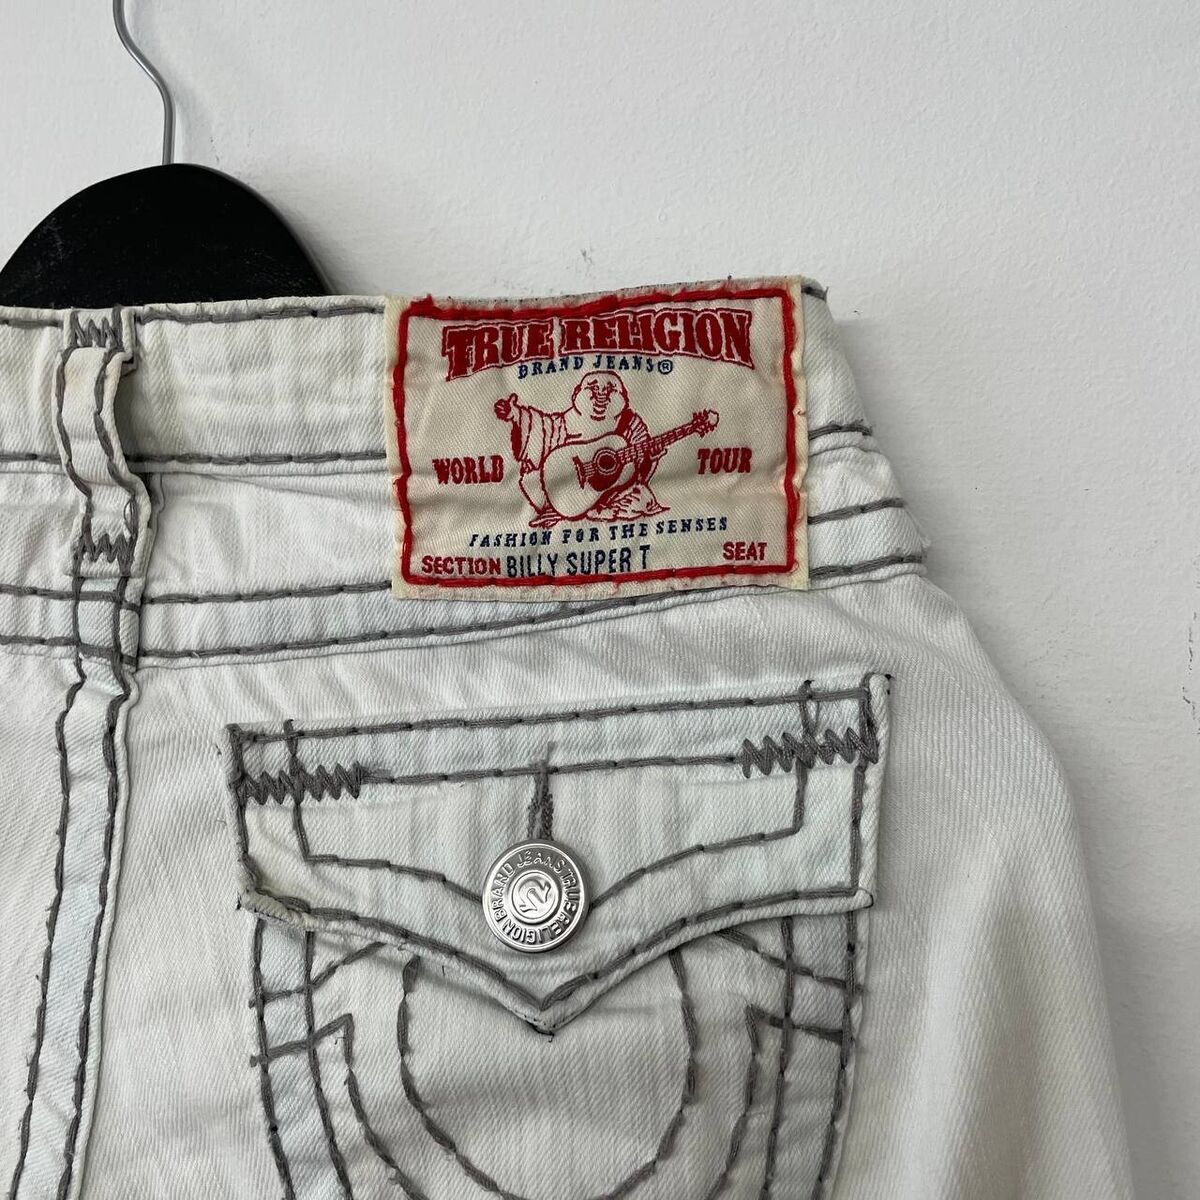 TRUE RELIGION
BRAND JEANS®
WORLD TOUR
FASHION FOR THE SENSES
SECTION BILLY SUPER T SEAT
TRUE RELIGION BRAND JEANS